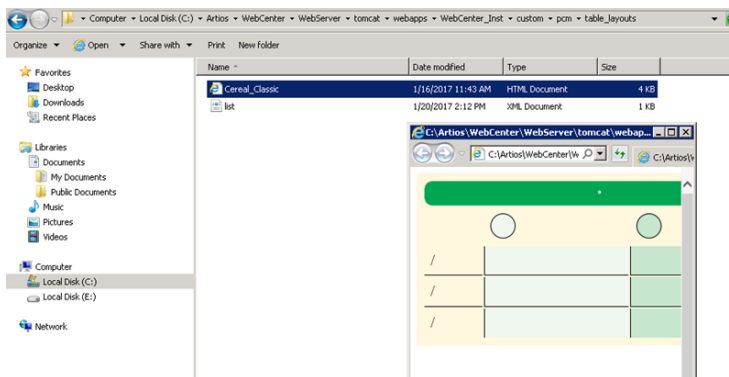 Computer ▾ Local Disk (C:) ▾ Artios ▾ WebCenter ▾ WebServer ▾ tomcat ▾ webapps ▾ WebCenter_Inst ▾ custom ▾ pcm ▾ table_layouts
Organize Open Share with Print New folder
Name Date modified Type Size
Favorites
Desktop
Downloads
Recent Places
Libraries
Documents
My Documents
Public Documents
Music
Pictures
Videos
Computer
Local Disk (C:)
Local Disk (E:)
Network
Cereal_Classic 1/16/2017 11:43 AM HTML Document 4 KB
list 1/20/2017 2:12 PM XML Document 1 KB
C:\Artios\WebCenter\WebServer\tomcat\webap...
C:\Artios\WebCenter\W C:\Artios\
/
/
/